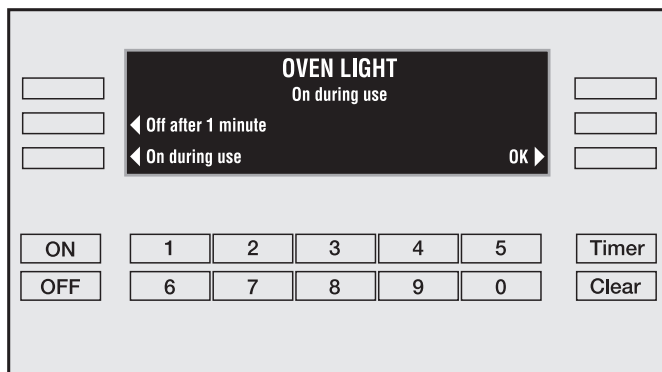 OVEN LIGHT
On during use
Off after 1 minute
On during use OK
ON 1 2 3 4 5 Timer
OFF 6 7 8 9 0 Clear